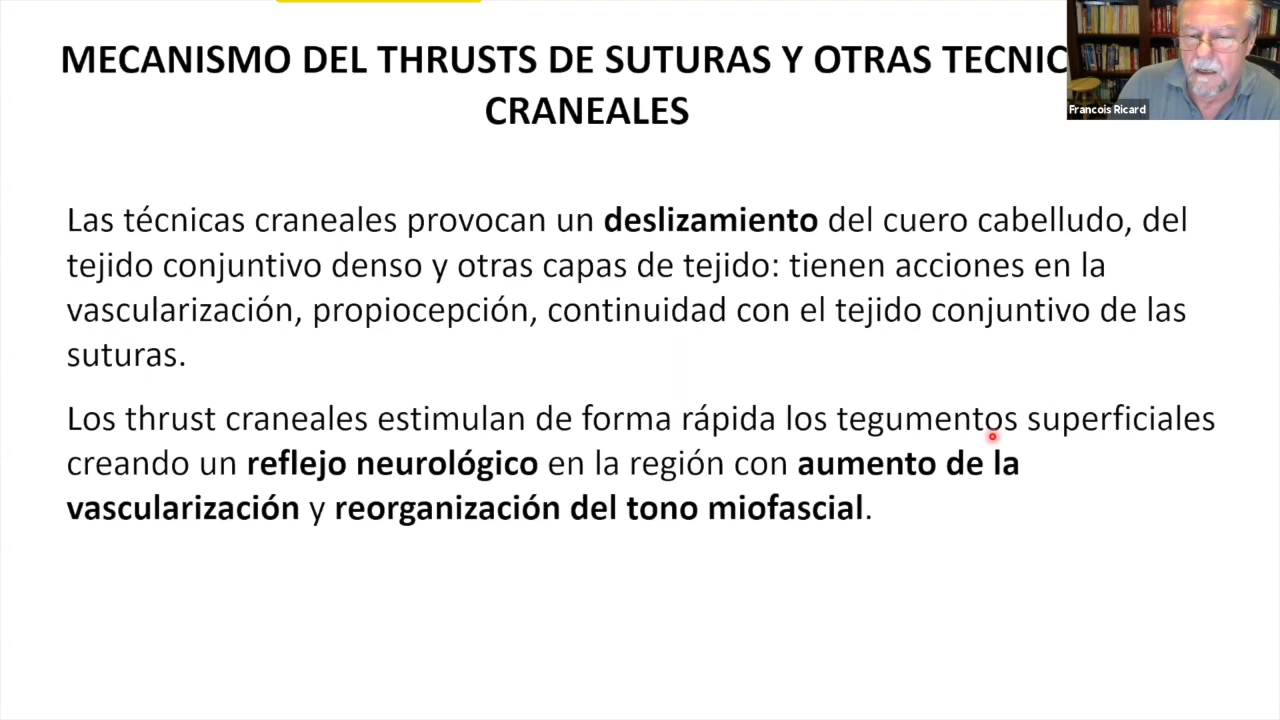 MECANISMO DEL THRUSTS DE SUTURAS Y OTRAS TECNIC
CRANEALES
Francois Ricard
Las técnicas craneales provocan un deslizamiento del cuero cabelludo, del
tejido conjuntivo denso y otras capas de tejido: tienen acciones en la
vascularización, propiocepción, continuidad con el tejido conjuntivo de las
suturas.
Los thrust craneales estimulan de forma rápida los tegumentos superficiales
creando un reflejo neurológico en la región con aumento de la
vascularización y reorganización del tono miofascial.